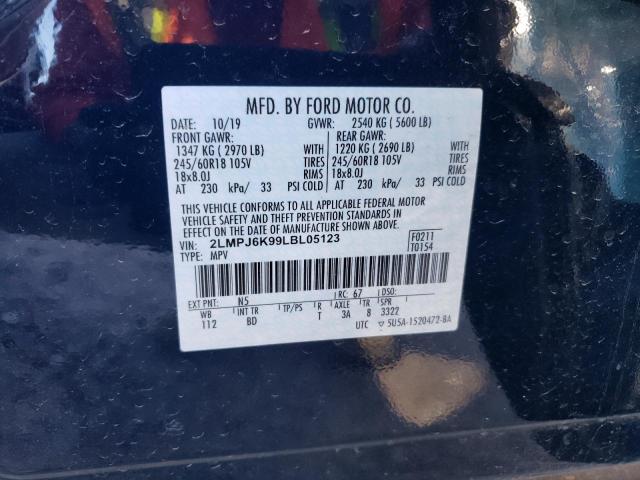 MFD. BY FORD MOTOR CO.
DATE: 10/19 GVWR: 2540 KG ( 5600 LB)
FRONT GAWR: REAR GAWR:
1347 KG ( 2970 LB) 1220 KG ( 2690 LB)
245/60R18 105V TIRES 245/60R18 105V TIRES
18x8.0J RIMS 18x8.0J RIMS
AT 230 kPa/ 33 PSI COLD AT 230 kPa/ 33 PSI COLD
THIS VEHICLE CONFORMS TO ALL APPLICABLE FEDERAL MOTOR
VEHICLE SAFETY AND THEFT PREVENTION STANDARDS IN
EFFECT ON THE DATE OF MANUFACTURE SHOWN ABOVE.
VIN: 2LMPJ6K99LBL05123 F0211
TYPE: MPV T0154
EXT PNT: N5 RC: 67 DSO:
WB INT TR TP/PS R AXLE TR SPR
112 BD T 3A 8 3322
UTC ▽ 5U5A-1520472-BA